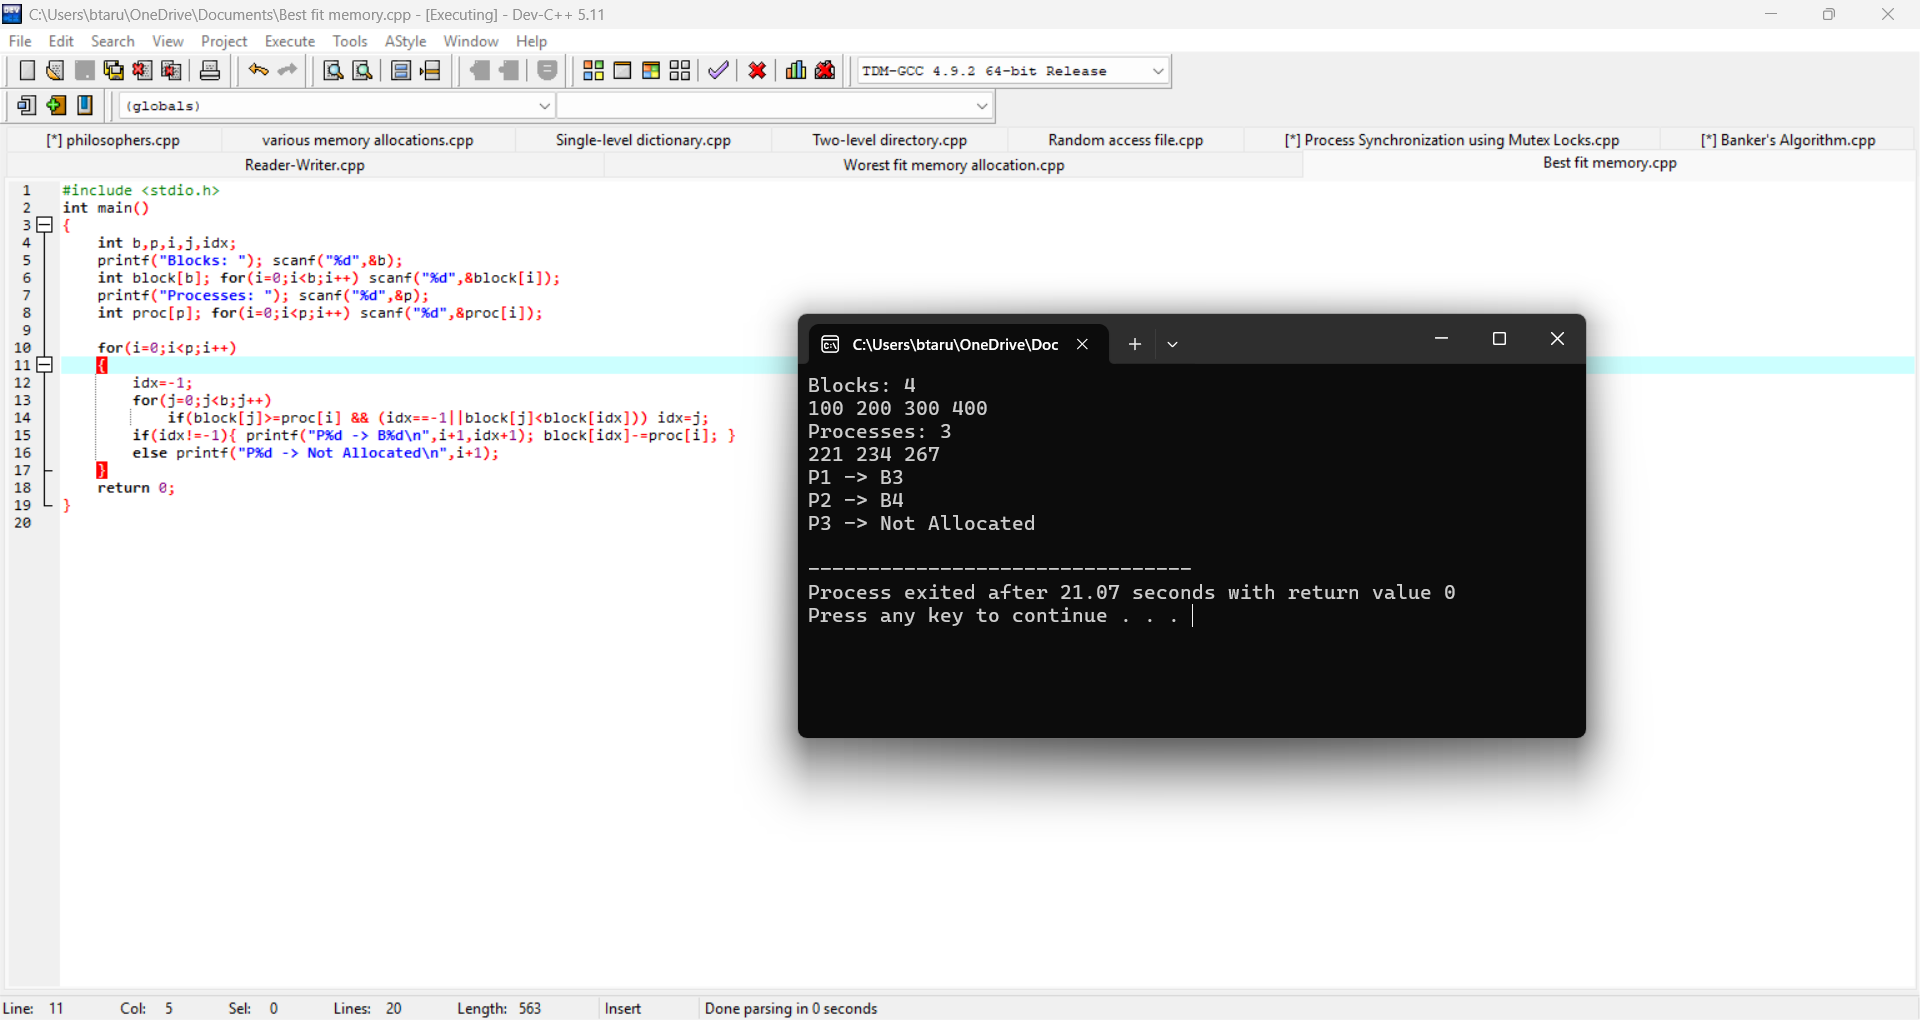 C:\Users\btaru\OneDrive\Documents\Best fit memory.cpp - [Executing] - Dev-C++ 5.11
File Edit Search View Project Execute Tools AStyle Window Help
TDM-GCC 4.9.2 64-bit Release
(globals)
[*] philosophers.cpp various memory allocations.cpp Single-level dictionary.cpp Two-level directory.cpp Random access file.cpp [*] Process Synchronization using Mutex Locks.cpp [*] Banker's Algorithm.cpp
Reader-Writer.cpp Worest fit memory allocation.cpp Best fit memory.cpp
1 #include <stdio.h>
2 int main()
3 {
4 int b,p,i,j,idx;
5 printf("Blocks: "); scanf("%d",&b);
6 int block[b]; for(i=0;i<b;i++) scanf("%d",&block[i]);
7 printf("Processes: "); scanf("%d",&p);
8 int proc[p]; for(i=0;i<p;i++) scanf("%d",&proc[i]);
9
10 for(i=0;i<p;i++)
11 {
12 idx=-1;
13 for(j=0;j<b;j++)
14 if(block[j]>=proc[i] && (idx==-1||block[j]<block[idx])) idx=j;
15 if(idx!=-1){ printf("P%d -> B%d\n",i+1,idx+1); block[idx]-=proc[i]; }
16 else printf("P%d -> Not Allocated\n",i+1);
17 }
18 return 0;
19 }
20
C:\Users\btaru\OneDrive\Doc
Blocks: 4
100 200 300 400
Processes: 3
221 234 267
P1 -> B3
P2 -> B4
P3 -> Not Allocated
--------------------------------
Process exited after 21.07 seconds with return value 0
Press any key to continue . . .
Line: 11 Col: 5 Sel: 0 Lines: 20 Length: 563 Insert Done parsing in 0 seconds